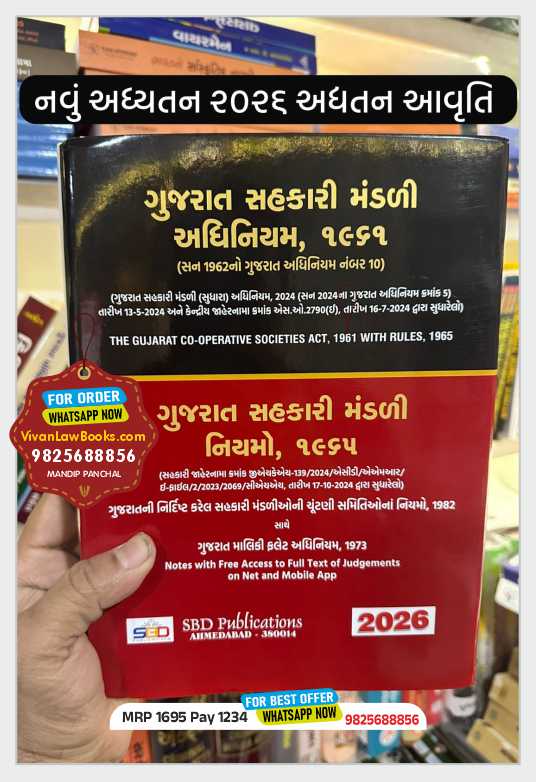 વાયરમેન
નવું અધ્યતન ૨૦૨૬ અધતન આવૃતિ
ગુજરાત સહકારી મંડળી
અધિનિયમ, ૧૯૬૧
(સન 1962નો ગુજરાત અધિનિયમ નંબર 10)
(ગુજરાત સહકારી મંડળી (સુધારા) અધિનિયમ, 2024 (સન 2024ના ગુજરાત અધિનિયમ ક્રમાંક 5)
તારીખ 13-5-2024 અને કેન્દ્રીય જાહેરનામા ક્રમાંક એસ.ઓ.2790(ઈ), તારીખ 16-7-2024 દ્વારા સુધારેલો)
THE GUJARAT CO-OPERATIVE SOCIETIES ACT, 1961 WITH RULES, 1965
FOR ORDER
WHATSAPP NOW
VivanLawBooks.com
9825688856
MANDIP PANCHAL
ગુજરાત સહકારી મંડળી
નિયમો, ૧૯૬૫
(સહકારી જાહેરનામા ક્રમાંક જીએચકેએચ-139/2024/એસીડી/એએમઆર/
ઈ-ફાઈલ/2/2023/2069/સીએચએચ, તારીખ 17-10-2024 દ્વારા સુધારેલો)
ગુજરાતની નિર્દિષ્ટ કરેલ સહકારી મંડળીઓની ચૂંટણી સમિતિઓનાં નિયમો, 1982
સાથે
ગુજરાત માલિકી ફલેટ અધિનિયમ, 1973
Notes with Free Access to Full Text of Judgements
on Net and Mobile App
SBD
SBD Publications
AHMEDABAD - 380014
2026
MRP 1695 Pay 1234
FOR BEST OFFER
WHATSAPP NOW
9825688856